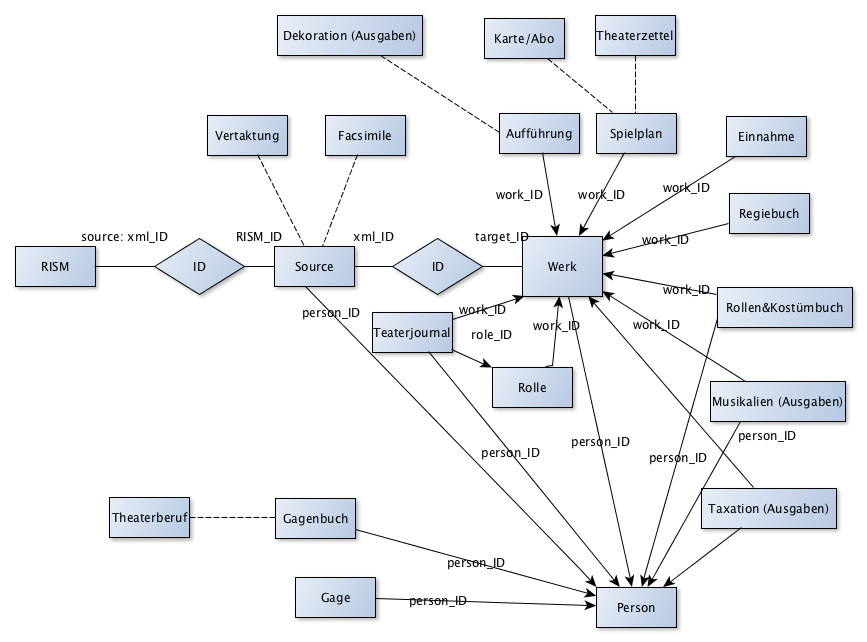 Dekoration (Ausgaben)
Karte/Abo
Theaterzettel
Vertaktung
Facsimile
Aufführung
Spielplan
Einnahme
work_ID
work_ID
work_ID
Regiebuch
source: xml_ID
RISM_ID
xml_ID
target_ID
work_ID
RISM
ID
Source
ID
Werk
work_ID
Rollen&Kostümbuch
person_ID
work_ID
work_ID
work_ID
Teaterjournal
role_ID
Rolle
Musikalien (Ausgaben)
person_ID
person_ID
person_ID
person_ID
Taxation (Ausgaben)
Theaterberuf
Gagenbuch
person_ID
Gage
person_ID
Person